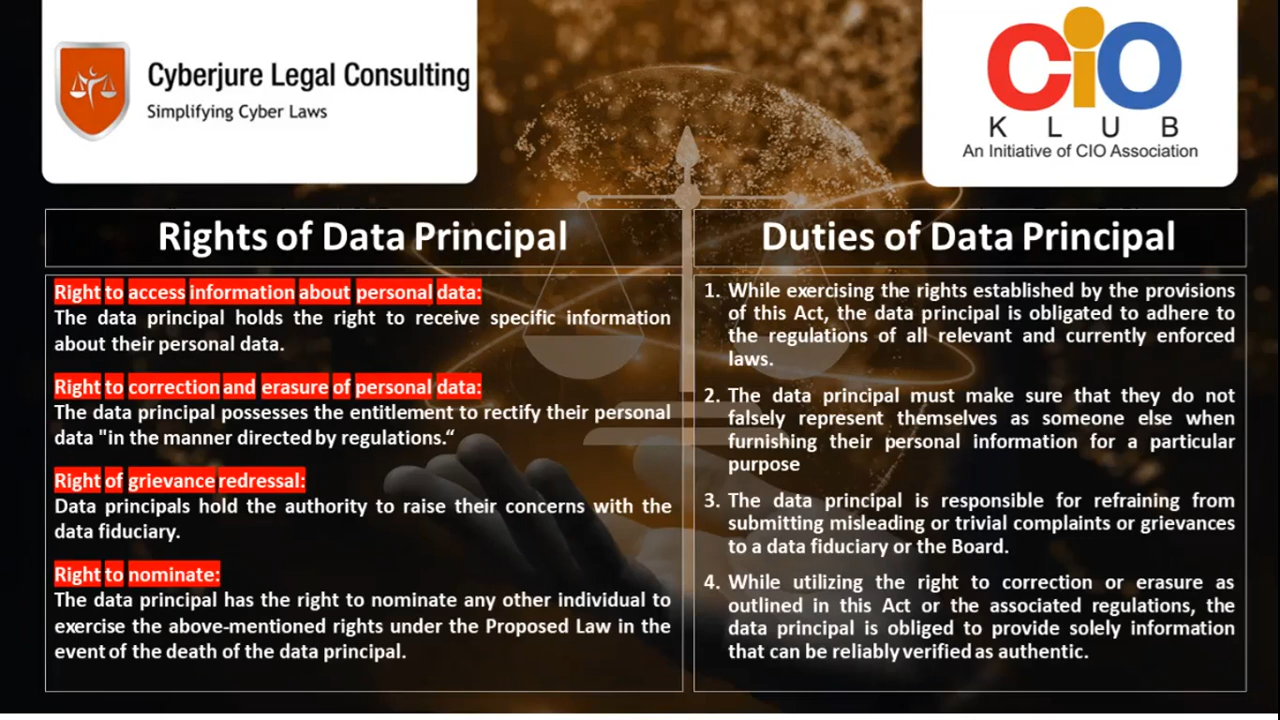 Cyberjure Legal Consulting
Simplifying Cyber Laws
CiO
KLUB
An Initiative of CIO Association
Rights of Data Principal
Right to access information about personal data:
The data principal holds the right to receive specific information
about their personal data.
Right to correction and erasure of personal data:
The data principal possesses the entitlement to rectify their personal
data "in the manner directed by regulations.“
Right of grievance redressal:
Data principals hold the authority to raise their concerns with the
data fiduciary.
Right to nominate:
The data principal has the right to nominate any other individual to
exercise the above-mentioned rights under the Proposed Law in the
event of the death of the data principal.
Duties of Data Principal
1. While exercising the rights established by the provisions
of this Act, the data principal is obligated to adhere to
the regulations of all relevant and currently enforced
laws.
2. The data principal must make sure that they do not
falsely represent themselves as someone else when
furnishing their personal information for a particular
purpose
3. The data principal is responsible for refraining from
submitting misleading or trivial complaints or grievances
to a data fiduciary or the Board.
4. While utilizing the right to correction or erasure as
outlined in this Act or the associated regulations, the
data principal is obliged to provide solely information
that can be reliably verified as authentic.